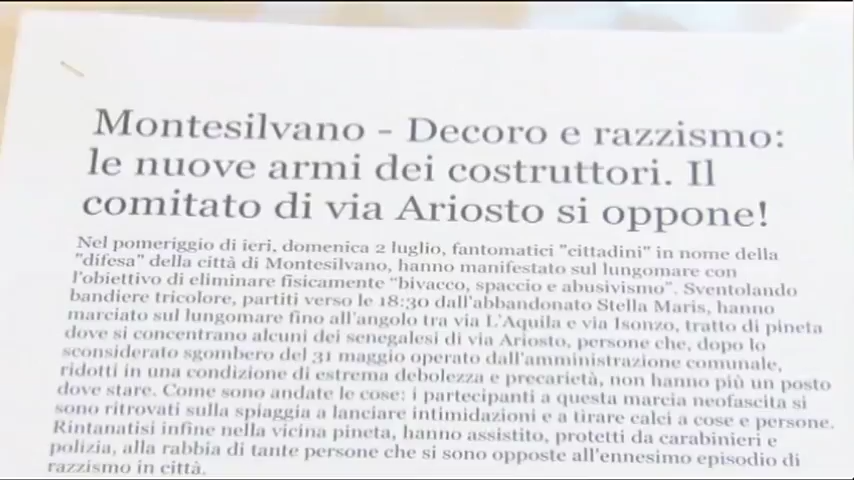 Montesilvano - Decoro e razzismo:
le nuove armi dei costruttori. Il
comitato di via Ariosto si oppone!
Nel pomeriggio di ieri, domenica 2 luglio, fantomatici "cittadini" in nome della
"difesa" della città di Montesilvano, hanno manifestato sul lungomare con
l'obiettivo di eliminare fisicamente "bivacco, spaccio e abusivismo". Sventolando
bandiere tricolore, partiti verso le 18:30 dall'abbandonato Stella Maris, hanno
marciato sul lungomare fino all'angolo tra via L'Aquila e via Isonzo, tratto di pineta
dove si concentrano alcuni dei senegalesi di via Ariosto, persone che, dopo lo
sconsiderato sgombero del 31 maggio operato dall'amministrazione comunale,
ridotti in una condizione di estrema debolezza e precarietà, non hanno più un posto
dove stare. Come sono andate le cose: i partecipanti a questa marcia neofascita si
sono ritrovati sulla spiaggia a lanciare intimidazioni e a tirare calci a cose e persone.
Rintanatisi infine nella vicina pineta, hanno assistito, protetti da carabinieri e
polizia, alla rabbia di tante persone che si sono opposte all'ennesimo episodio di
razzismo in città.